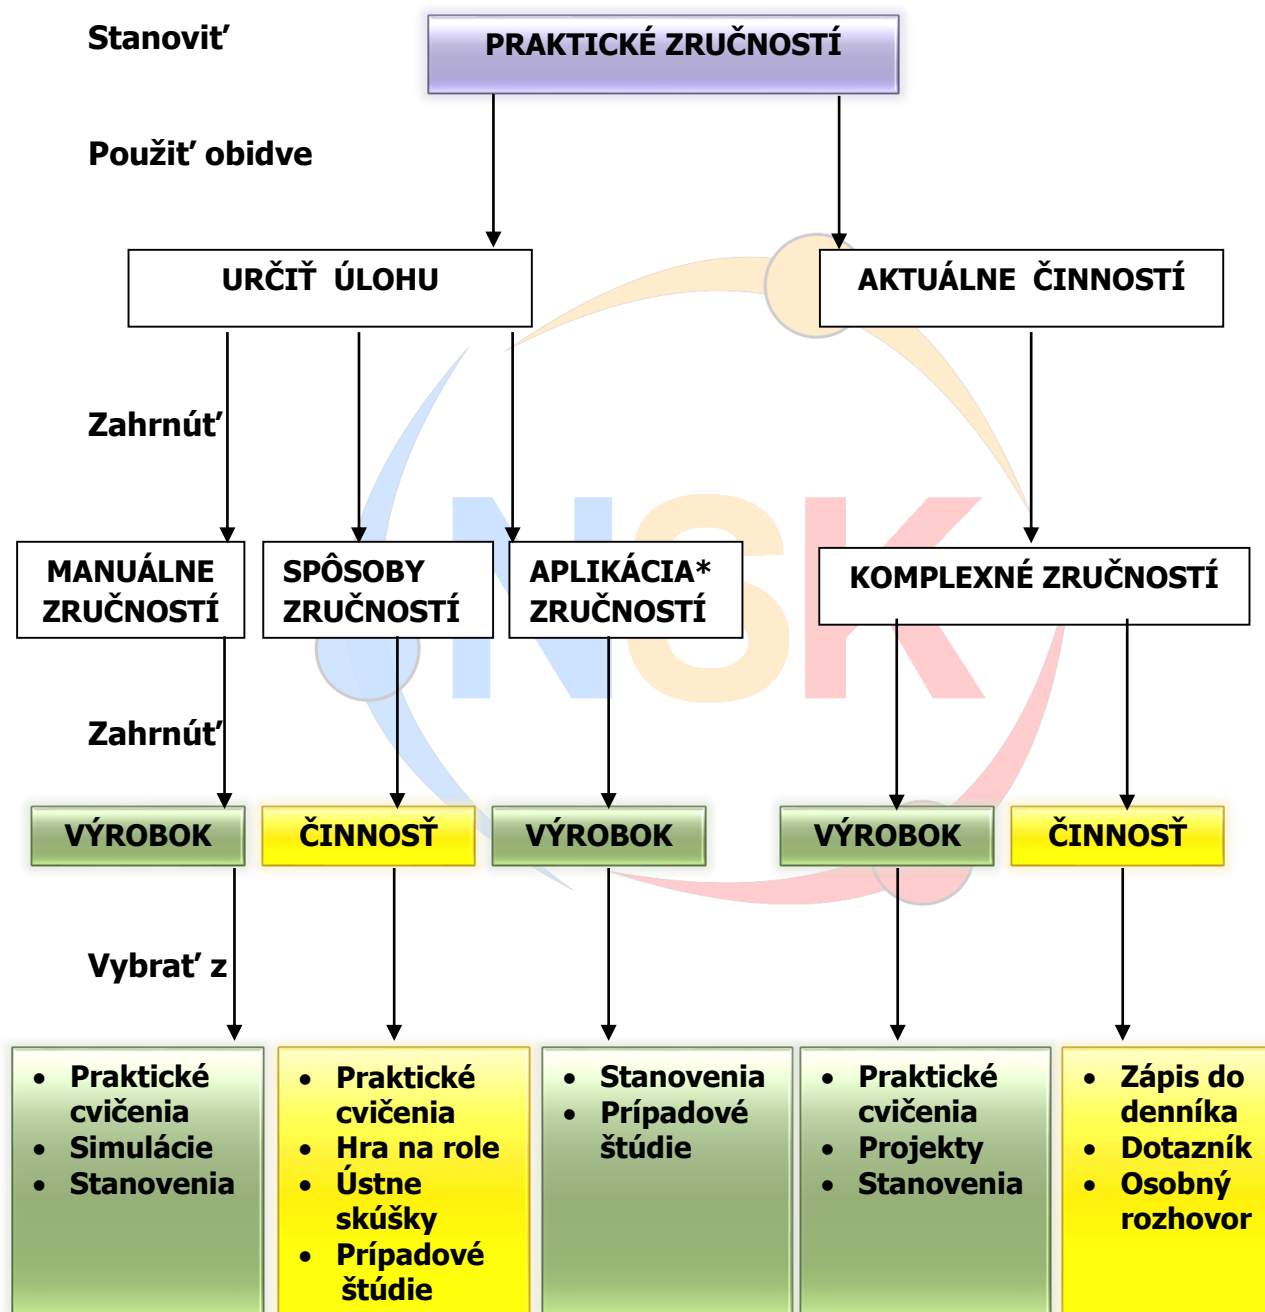 Stanoviť
PRAKTICKÉ ZRUČNOSTÍ
Použiť obidve
URČIŤ ÚLOHU
AKTUÁLNE ČINNOSTÍ
Zahrnúť
NSK
MANUÁLNE
ZRUČNOSTÍ
SPÔSOBY
ZRUČNOSTÍ
APLIKÁCIA*
ZRUČNOSTÍ
KOMPLEXNÉ ZRUČNOSTÍ
Zahrnúť
VÝROBOK
ČINNOSŤ
VÝROBOK
VÝROBOK
ČINNOSŤ
Vybrať z
• Praktické
cvičenia
• Simulácie
• Stanovenia
• Praktické
cvičenia
• Hra na role
• Ústne
skúšky
• Prípadové
štúdie
• Stanovenia
• Prípadové
štúdie
• Praktické
cvičenia
• Projekty
• Stanovenia
• Zápis do
denníka
• Dotazník
• Osobný
rozhovor